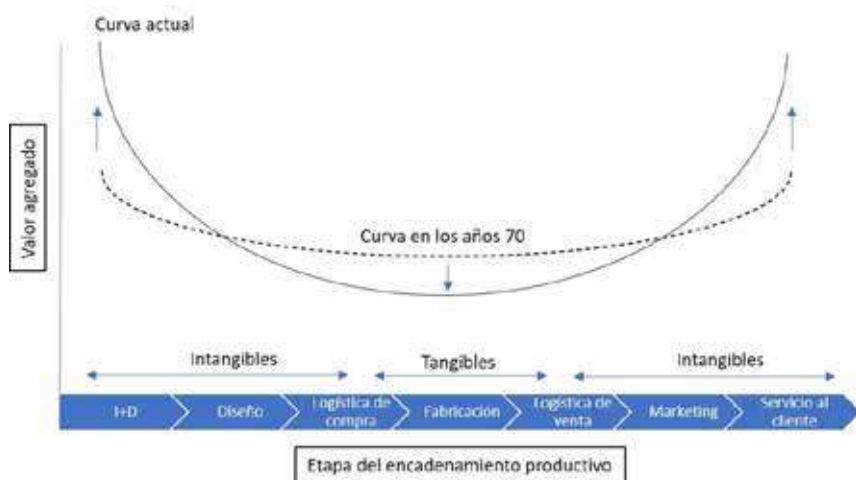 Curva actual
Valor agregado
Curva en los años 70
Intangibles
Tangibles
Intangibles
I+D
Diseño
Logística de
compra
Fabricación
Logística de
venta
Marketing
Servicio al
cliente
Etapa del encadenamiento productivo